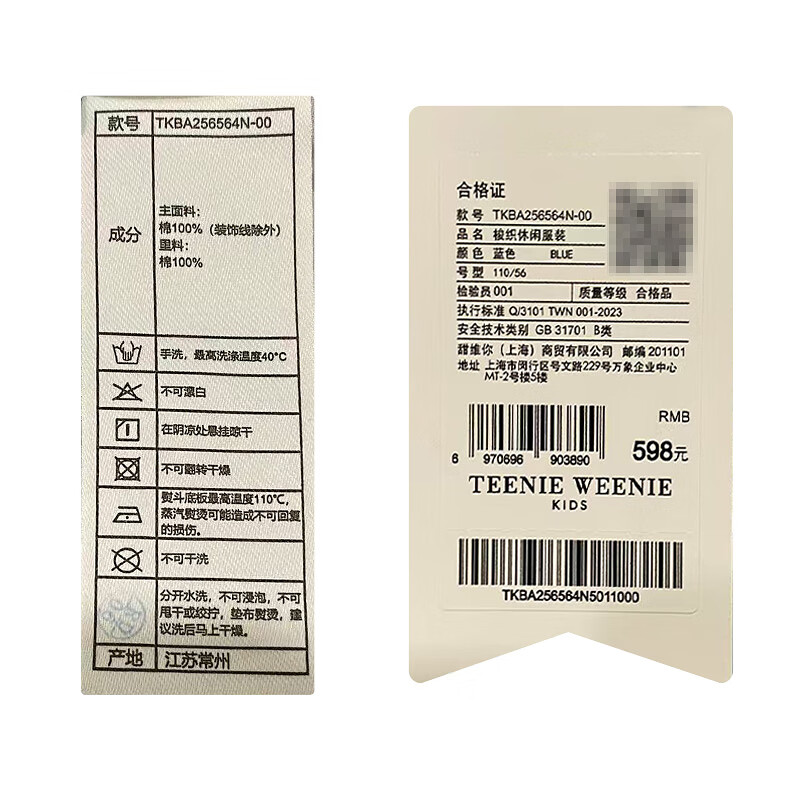 款号 TKBA256564N-00
成分
主面料:
棉100%（装饰线除外）
里料:
棉100%
手洗，最高洗涤温度40°C
不可漂白
在阴凉处悬挂晾干
不可翻转干燥
熨斗底板最高温度110°C，
蒸汽熨烫可能造成不可回复
的损伤。
不可干洗
分开水洗，不可浸泡，不可
甩干或绞拧，垫布熨烫，建
议洗后马上干燥。
产地 江苏常州
合格证
款号 TKBA256564N-00
品名 梭织休闲服装
颜色 蓝色 BLUE
号型 110/56
检验员001 质量等级 合格品
执行标准 Q/3101 TWN 001-2023
安全技术类别 GB 31701 B类
甜维你（上海）商贸有限公司 邮编 201101
地址 上海市闵行区号文路229号万象企业中心
MT-2号楼5楼
RMB
598元
6 970696 903890
TEENIE WEENIE
KIDS
TKBA256564N5011000